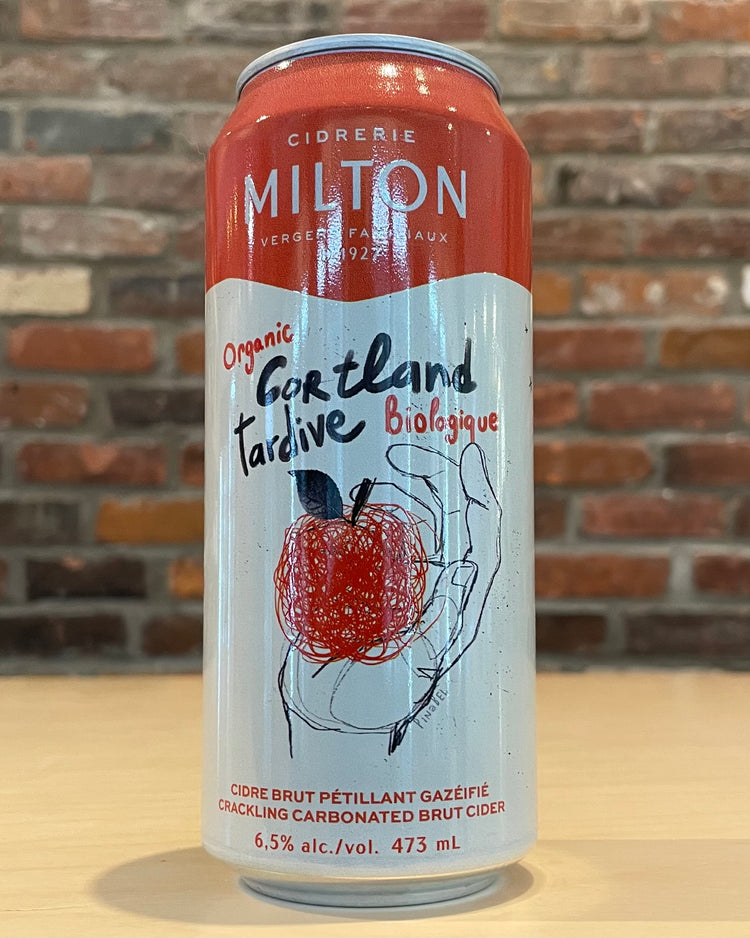 CIDRERIE
MILTON
VERGERS FAMILIAUX
1927
Organic
Cortland
Tardive Biologique
PINABEL
CIDRE BRUT PÉTILLANT GAZÉIFIÉ
CRACKLING CARBONATED BRUT CIDER
6,5% alc./vol. 473 mL